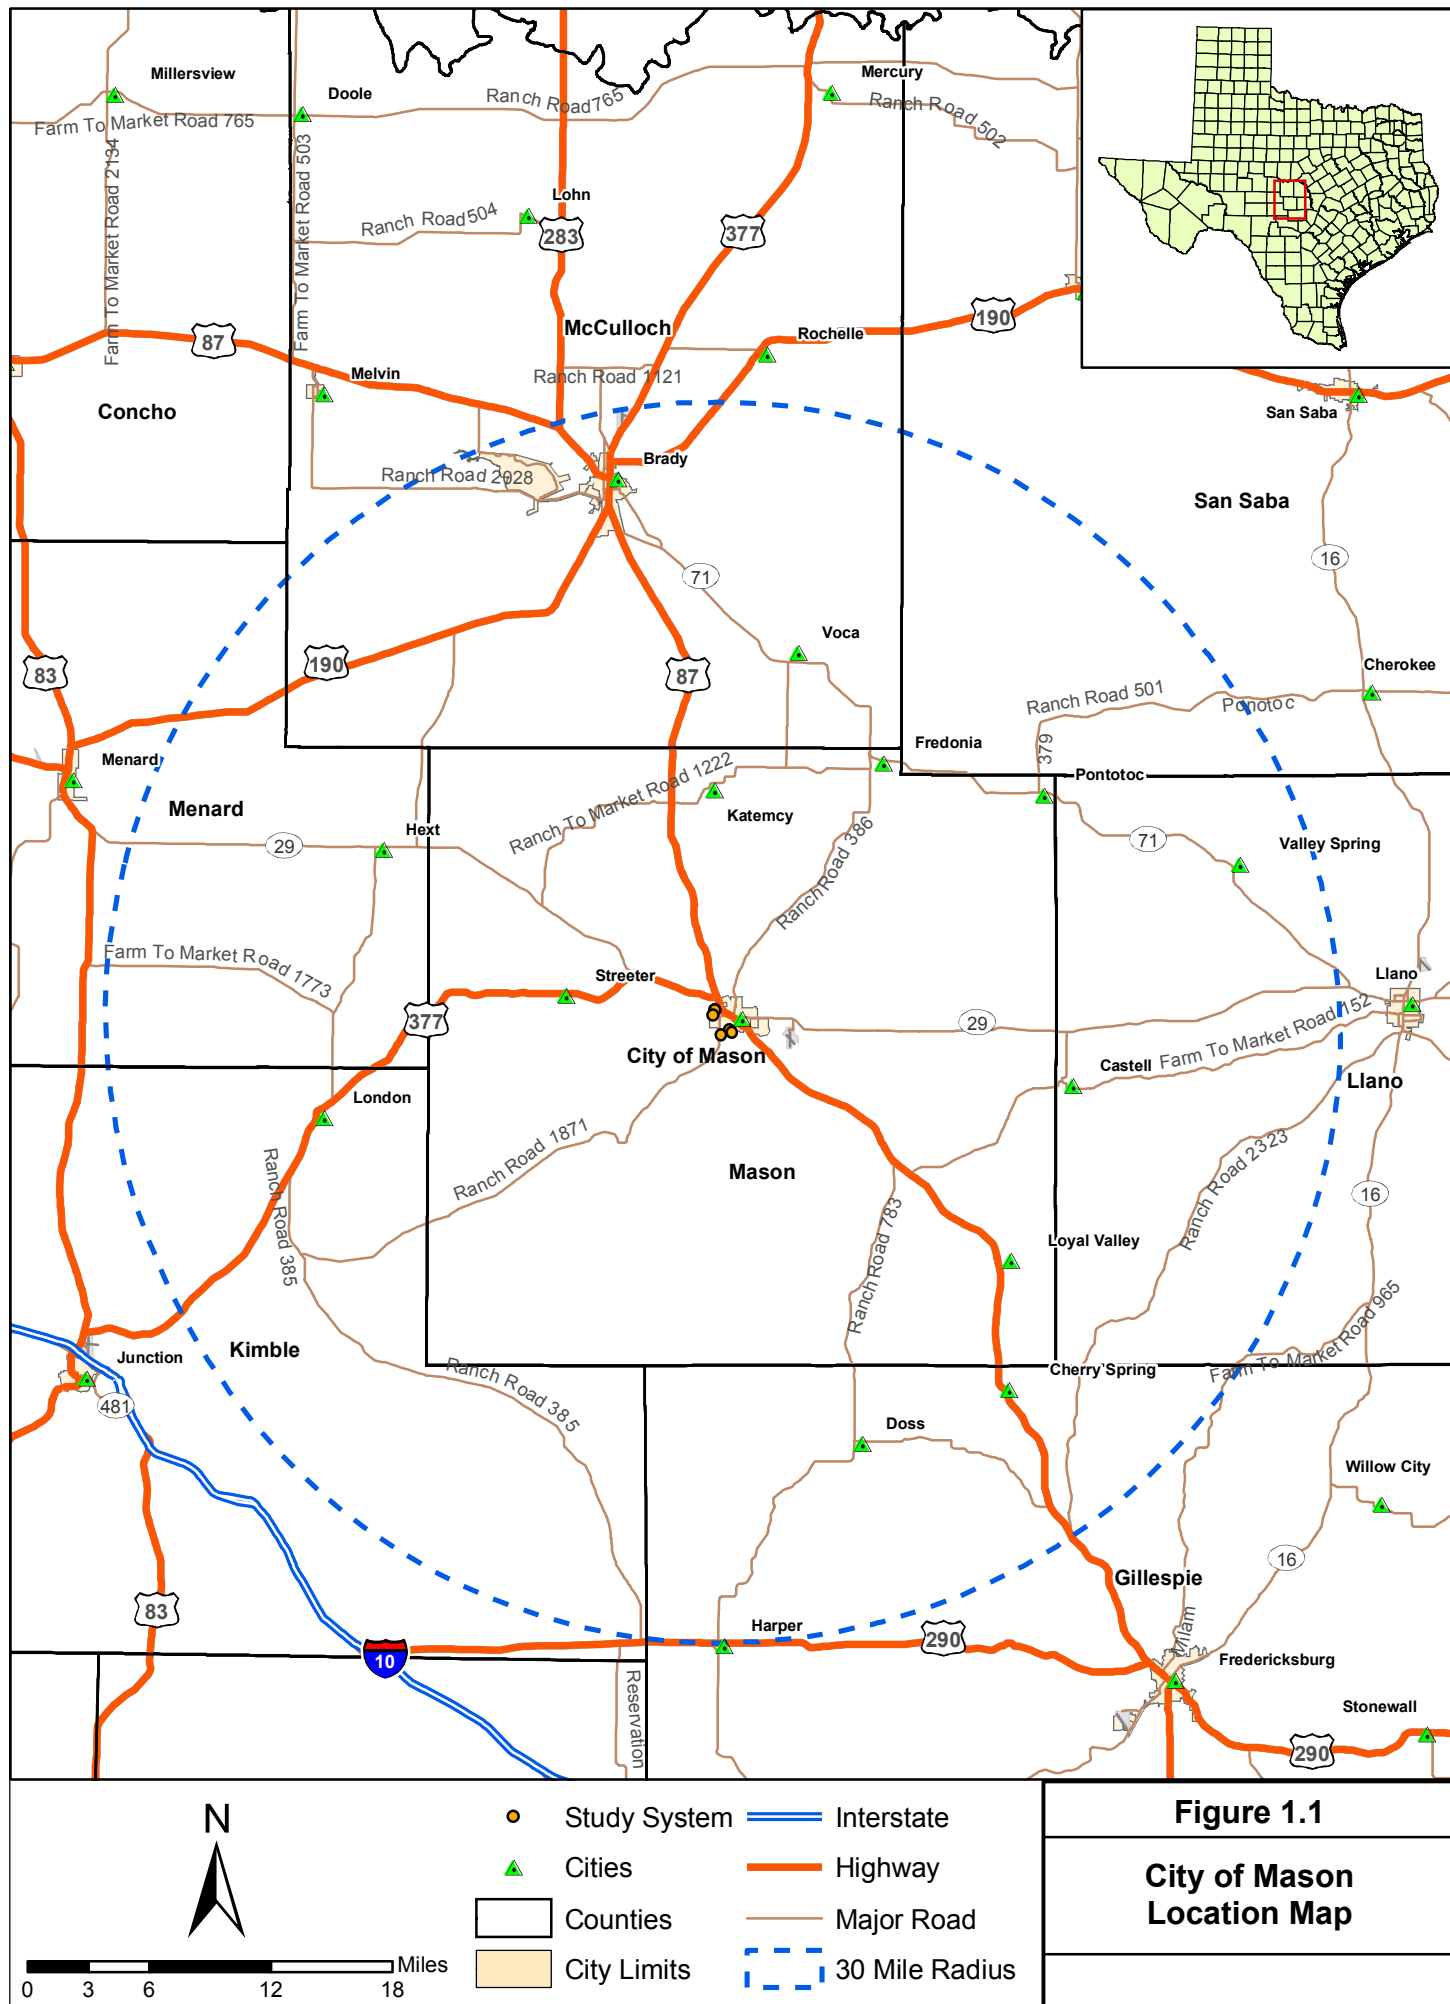 Millersview
Doole
Mercury
Ranch Road 765
Ranch Road 502
Farm To Market Road 765
Farm To Market Road 2134
Farm To Market Road 503
Lohn
Ranch Road 504
283
377
McCulloch
Rochelle
190
87
Melvin
Ranch Road 1121
Concho
San Saba
Brady
Ranch Road 2028
San Saba
16
71
Voca
190
83
87
Cherokee
Ranch Road 501
Ponotoc
379
Fredonia
Menard
Pontotoc
Menard
Ranch To Market Road 1222
Katemcy
Hext
29
Ranch Road 386
71
Valley Spring
Farm To Market Road 1773
Streeter
Llano
377
29
Farm To Market Road 152
City of Mason
Castell
Llano
London
Ranch Road 1871
Ranch Road 2323
Mason
16
Ranch Road 385
Ranch Road 783
Loyal Valley
Farm To Market Road 965
Kimble
Junction
Ranch Road 385
Cherry Spring
481
Doss
Willow City
16
Gillespie
83
Harper
290
Milam
Fredericksburg
10
Reservation
Stonewall
290
N
Miles
0 3 6 12 18
Study System
Cities
Counties
City Limits
Interstate
Highway
Major Road
30 Mile Radius
Figure 1.1
City of Mason
Location Map